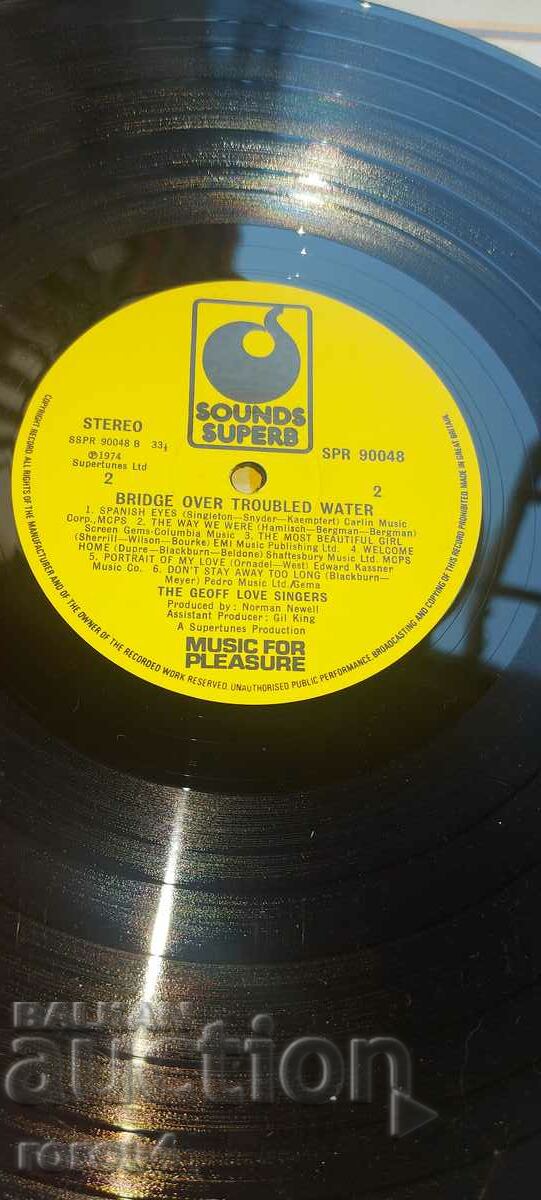 SOUNDS
SUPERB
STEREO
SSPR 90048 B 33⅓
℗1974
Supertunes Ltd
2
SPR 90048
2
BRIDGE OVER TROUBLED WATER
1. SPANISH EYES (Singleton—Snyder—Kaempfert) Carlin Music
Corp.,MCPS 2. THE WAY WE WERE (Hamlisch—Bergman—Bergman)
Screen Gems-Columbia Music 3. THE MOST BEAUTIFUL GIRL
(Sherrill—Wilson—Bourke) EMI Music Publishing Ltd. 4. WELCOME
HOME (Dupre—Blackburn—Beldone) Shaftesbury Music Ltd. MCPS
5. PORTRAIT OF MY LOVE (Ornadel—West) Edward Kassner
Music Co. 6. DON'T STAY AWAY TOO LONG (Blackburn—
Meyer) Pedro Music Ltd./Gema
THE GEOFF LOVE SINGERS
Produced by: Norman Newell
Assistant Producer: Gil King
A Supertunes Production
MUSIC FOR
PLEASURE
COPYRIGHT RECORD. ALL RIGHTS OF THE MANUFACTURER AND OF THE OWNER OF THE RECORDED WORK RESERVED. UNAUTHORISED PUBLIC PERFORMANCE, BROADCASTING AND COPYING OF THIS RECORD PROHIBITED. MADE IN GREAT BRITAIN.
BALKAN
auction